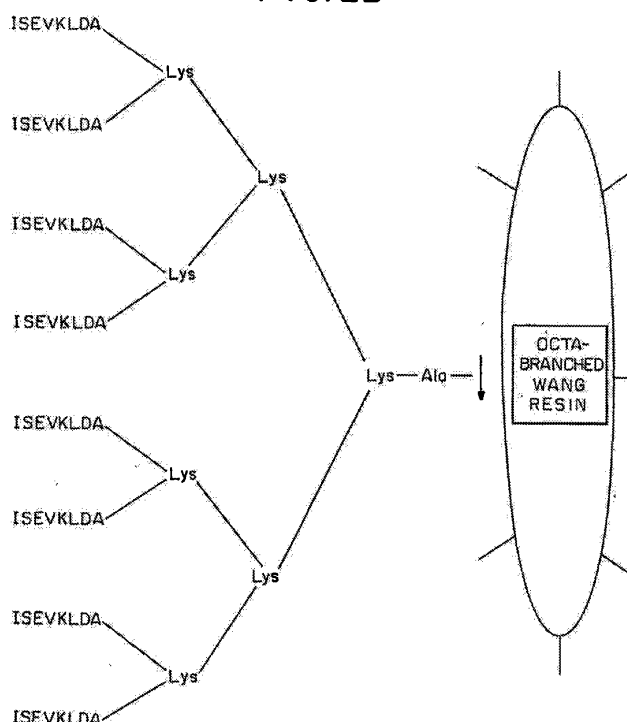 ISEVKLDA
Lys
ISEVKLDA
Lys
ISEVKLDA
Lys
ISEVKLDA
Lys—Ala—
OCTA-
BRANCHED
WANG
RESIN
ISEVKLDA
Lys
ISEVKLDA
Lys
ISEVKLDA
Lys
ISEVKLDA